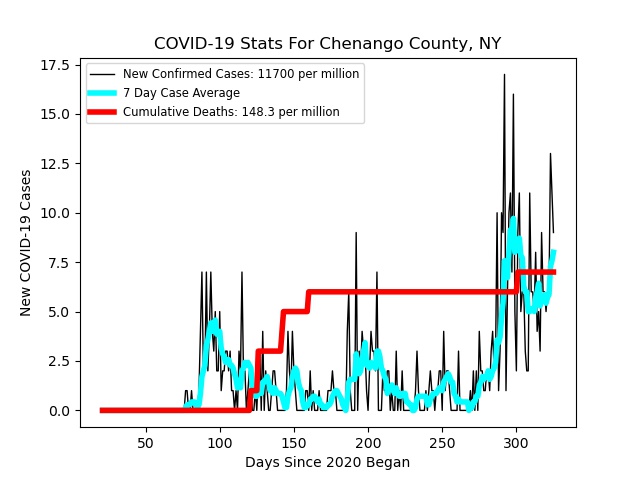 COVID-19 Stats For Chenango County, NY
New Confirmed Cases: 11700 per million
7 Day Case Average
Cumulative Deaths: 148.3 per million
New COVID-19 Cases
17.5
15.0
12.5
10.0
7.5
5.0
2.5
0.0
50 100 150 200 250 300
Days Since 2020 Began